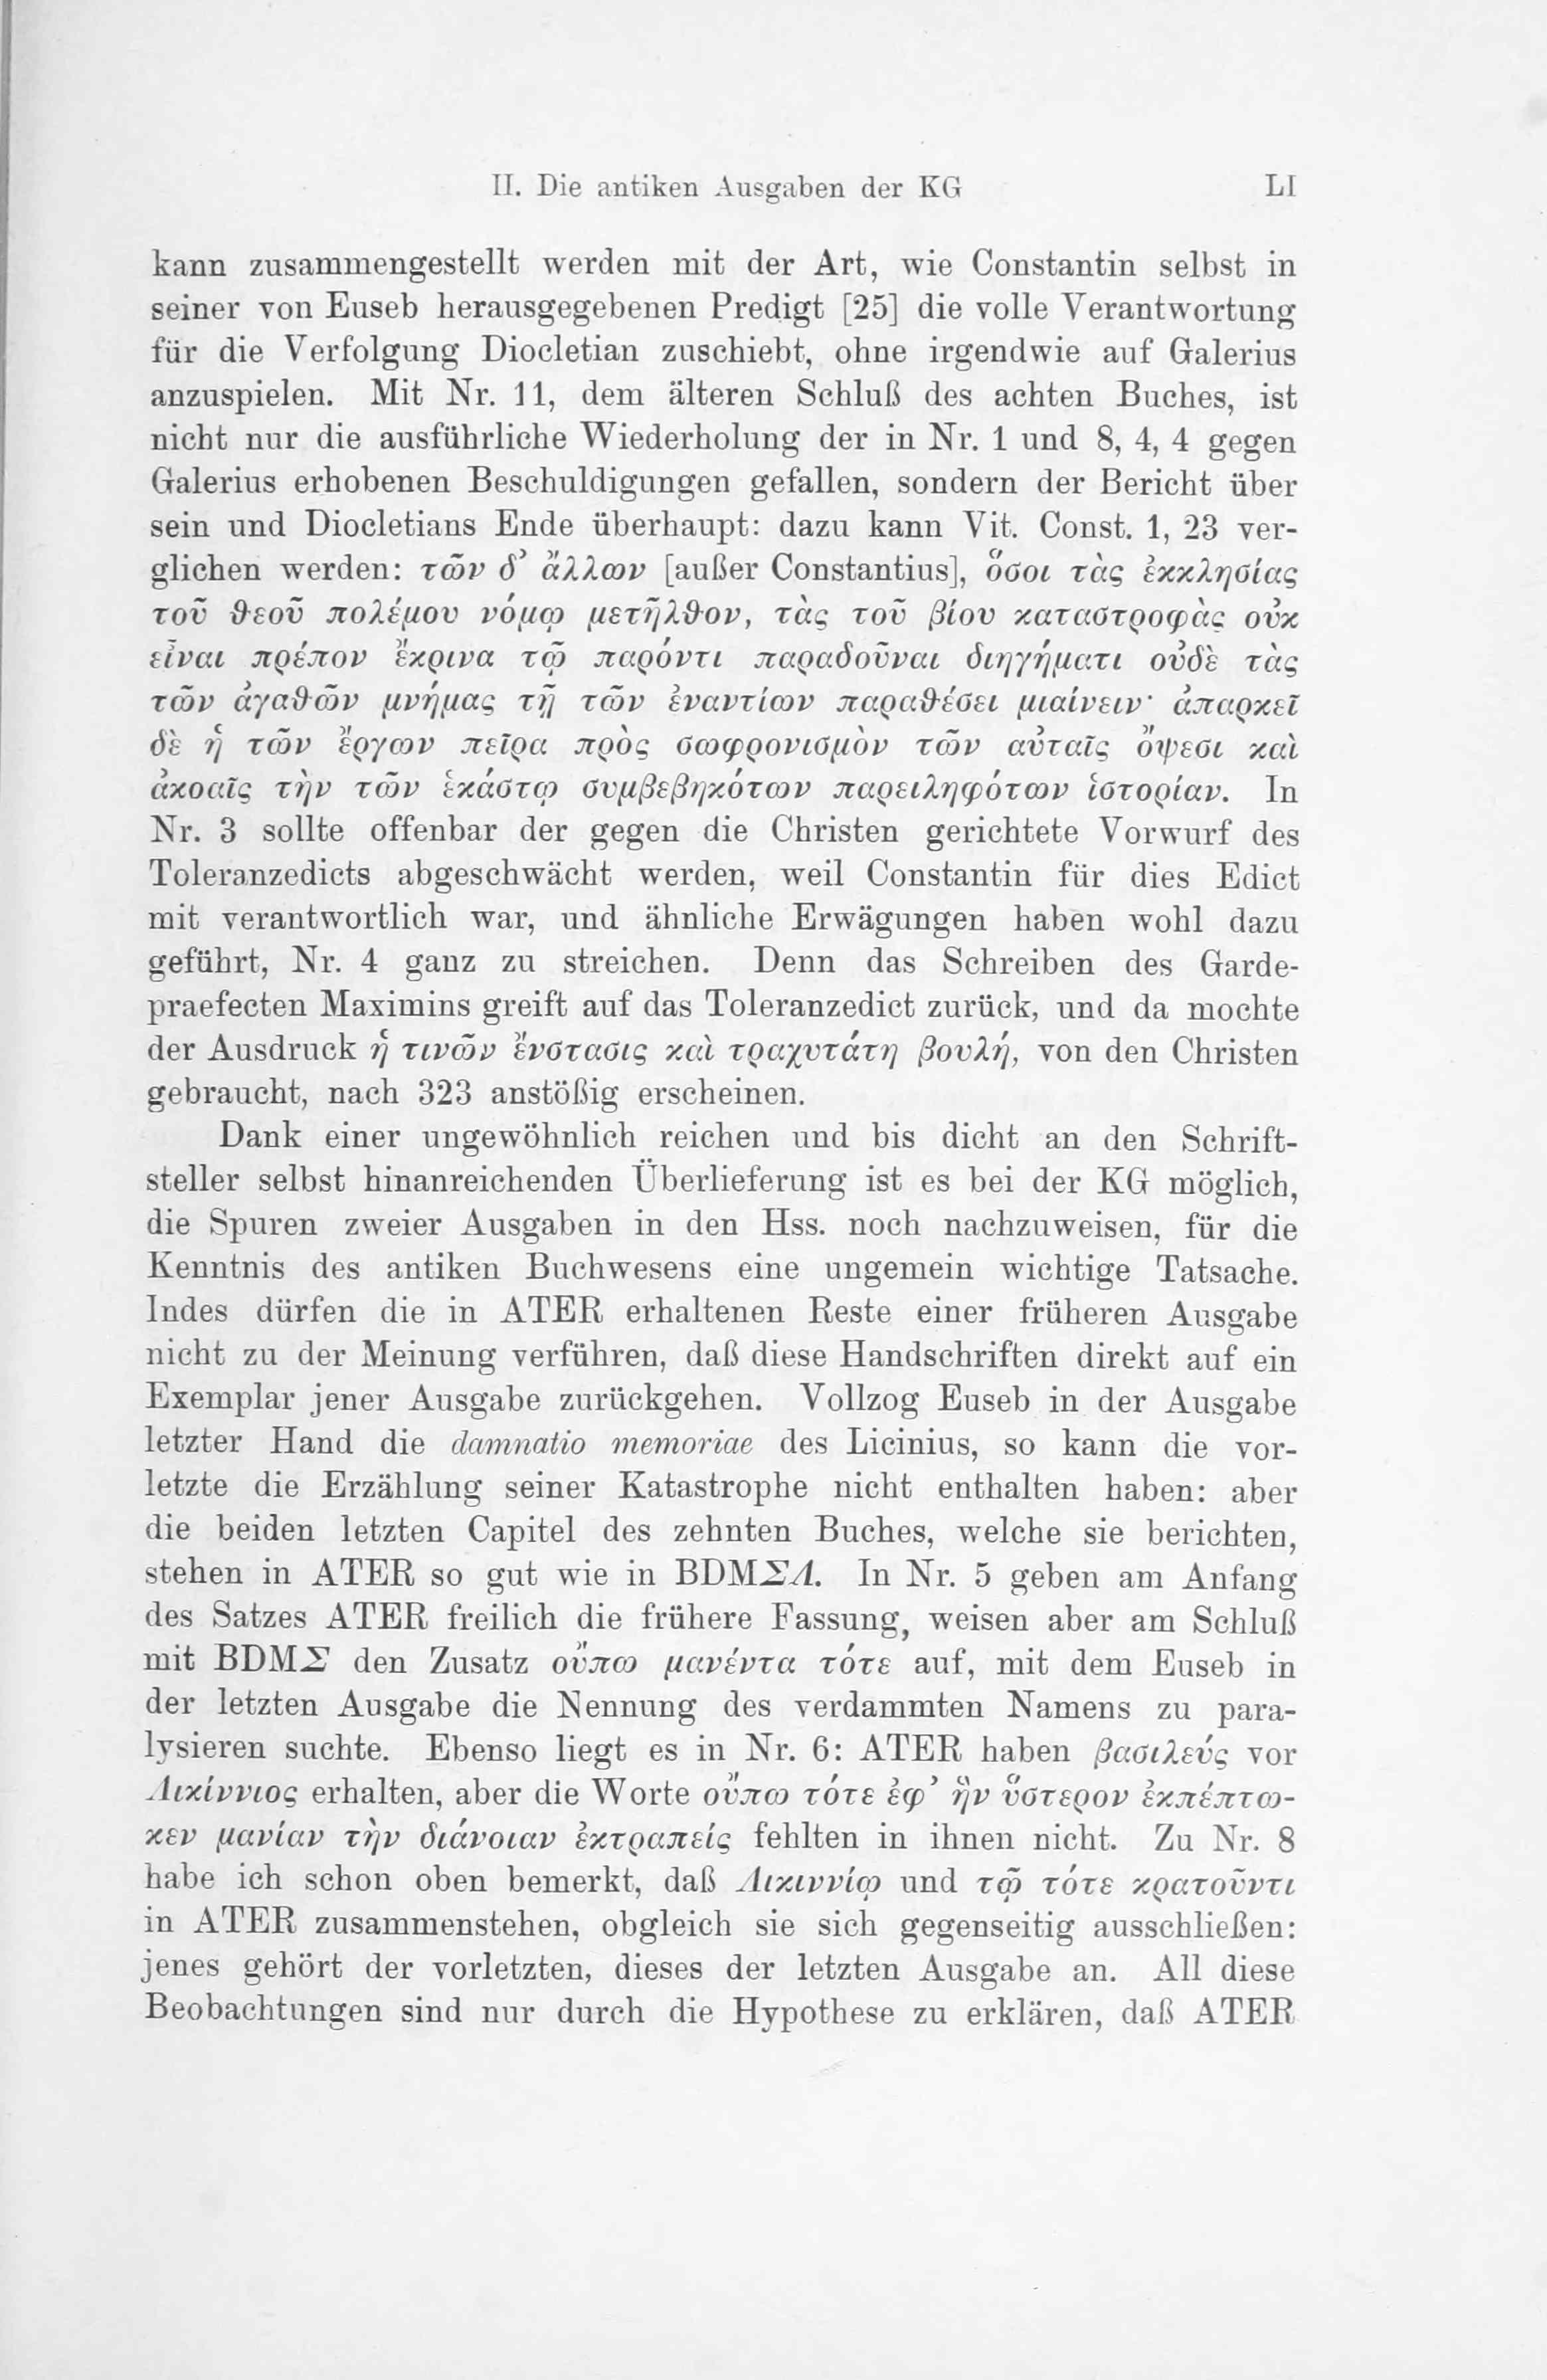 II. Die antiken Ausgaben der KG LI
kann zusammengestellt werden mit der Art, wie Constantin selbst in
seiner von Euseb herausgegebenen Predigt [25] die volle Verantwortung
für die Verfolgung Diocletian zuschiebt, ohne irgendwie auf Galerius
anzuspielen. Mit Nr. 11, dem älteren Schluß des achten Buches, ist
nicht nur die ausführliche Wiederholung der in Nr. 1 und 8, 4, 4 gegen
Galerius erhobenen Beschuldigungen gefallen, sondern der Bericht über
sein und Diocletians Ende überhaupt: dazu kann Vit. Const. 1, 23 ver-
glichen werden: τῶν δ’ ἄλλων [außer Constantius], ὅσοι τὰς ἐκκλησίας
τοῦ θεοῦ πολέμου νόμῳ μετῆλθον, τὰς τοῦ βίου καταστροφὰς οὐκ
εἶναι πρέπον ἔκρινα τῷ παρόντι παραδοῦναι διηγήματι οὐδὲ τὰς
τῶν ἀγαθῶν μνήμας τῇ τῶν ἐναντίων παραθέσει μιαίνειν· ἀπαρκεῖ
δὲ ἡ τῶν ἔργων πεῖρα πρὸς σωφρονισμὸν τῶν αὐταῖς ὄψεσι καὶ
ἀκοαῖς τὴν τῶν ἑκάστῳ συμβεβηκότων παρειληφότων ἱστορίαν. In
Nr. 3 sollte offenbar der gegen die Christen gerichtete Vorwurf des
Toleranzedicts abgeschwächt werden, weil Constantin für dies Edict
mit verantwortlich war, und ähnliche Erwägungen haben wohl dazu
geführt, Nr. 4 ganz zu streichen. Denn das Schreiben des Garde-
praefecten Maximins greift auf das Toleranzedict zurück, und da mochte
der Ausdruck ἡ τινῶν ἔνστασις καὶ τραχυτάτη βουλή, von den Christen
gebraucht, nach 323 anstößig erscheinen.
Dank einer ungewöhnlich reichen und bis dicht an den Schrift-
steller selbst hinanreichenden Überlieferung ist es bei der KG möglich,
die Spuren zweier Ausgaben in den Hss. noch nachzuweisen, für die
Kenntnis des antiken Buchwesens eine ungemein wichtige Tatsache.
Indes dürfen die in ATER erhaltenen Reste einer früheren Ausgabe
nicht zu der Meinung verführen, daß diese Handschriften direkt auf ein
Exemplar jener Ausgabe zurückgehen. Vollzog Euseb in der Ausgabe
letzter Hand die damnatio memoriae des Licinius, so kann die vor-
letzte die Erzählung seiner Katastrophe nicht enthalten haben: aber
die beiden letzten Capitel des zehnten Buches, welche sie berichten,
stehen in ATER so gut wie in BDMΣΛ. In Nr. 5 geben am Anfang
des Satzes ATER freilich die frühere Fassung, weisen aber am Schluß
mit BDMΣ den Zusatz οὔπω μανέντα τότε auf, mit dem Euseb in
der letzten Ausgabe die Nennung des verdammten Namens zu para-
lysieren suchte. Ebenso liegt es in Nr. 6: ATER haben βασιλεύς vor
Λικίννιος erhalten, aber die Worte οὔπω τότε ἐφ’ ἣν ὕστερον ἐκπέπτω-
κεν μανίαν τὴν διάνοιαν ἐκτραπείς fehlten in ihnen nicht. Zu Nr. 8
habe ich schon oben bemerkt, daß Λικιννίῳ und τῷ τότε κρατοῦντι
in ATER zusammenstehen, obgleich sie sich gegenseitig ausschließen:
jenes gehört der vorletzten, dieses der letzten Ausgabe an. All diese
Beobachtungen sind nur durch die Hypothese zu erklären, daß ATER